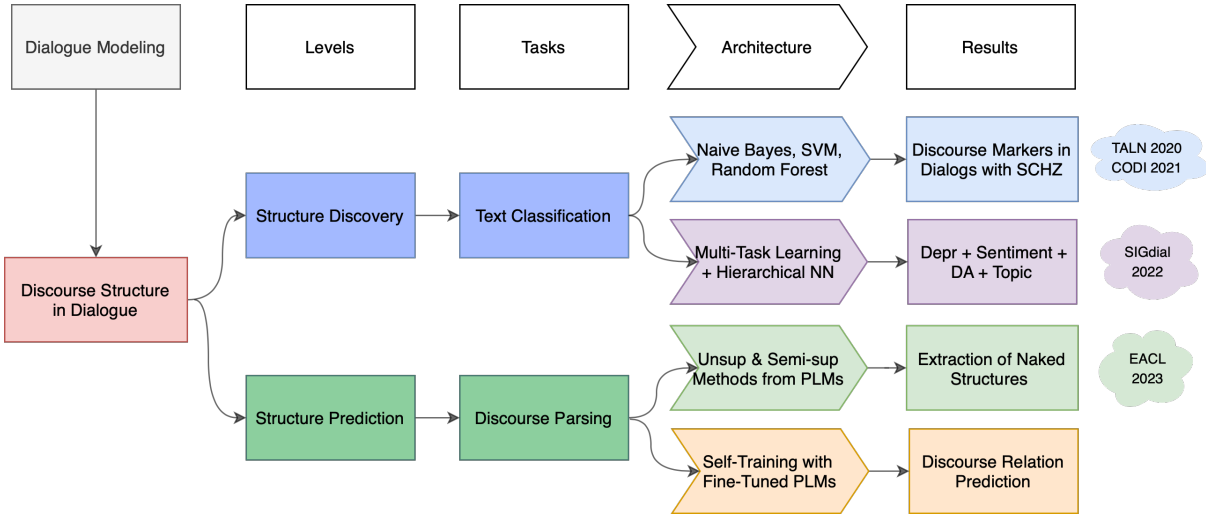 Dialogue Modeling
Levels
Tasks
Architecture
Results
Discourse Structure
in Dialogue
Structure Discovery
Text Classification
Naive Bayes, SVM,
Random Forest
Discourse Markers in
Dialogs with SCHZ
TALN 2020
CODI 2021
Multi-Task Learning
+ Hierarchical NN
Depr + Sentiment +
DA + Topic
SIGdial
2022
Structure Prediction
Discourse Parsing
Unsup & Semi-sup
Methods from PLMs
Extraction of Naked
Structures
EACL
2023
Self-Training with
Fine-Tuned PLMs
Discourse Relation
Prediction